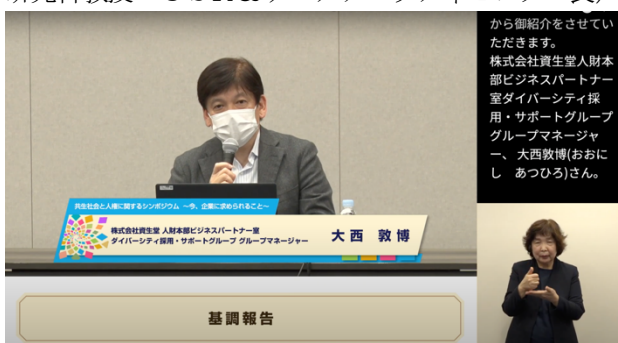 から御紹介をさせてい
ただきます。
株式会社資生堂人財本
部ビジネスパートナー
室ダイバーシティ採
用・サポートグループ
グループマネージャ
ー、大西敦博(おおに
し　あつひろ)さん。
共生社会と人権に関するシンポジウム ～今、企業に求められること～
株式会社資生堂 人財本部ビジネスパートナー室
ダイバーシティ採用・サポートグループ グループマネージャー
大西 敦博
基調報告